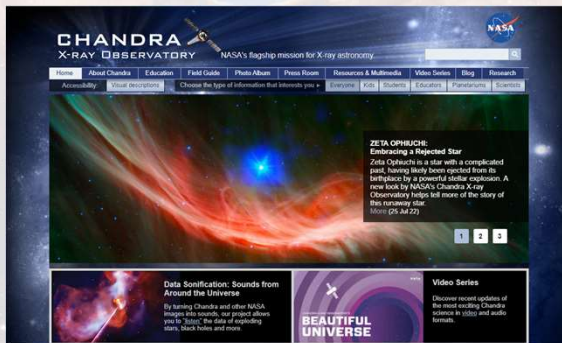 CHANDRA
X-RAY OBSERVATORY
NASA's flagship mission for X-ray astronomy.
NASA
Home About Chandra Education Field Guide Photo Album Press Room Resources & Multimedia Video Series Blog Research
Accessibility: Visual descriptions Choose the type of information that interests you ▸ Everyone Kids Students Educators Planetariums Scientists
ZETA OPHIUCHI:
Embracing a Rejected Star
Zeta Ophiuchi is a star with a complicated
past, having likely been ejected from its
birthplace by a powerful stellar explosion. A
new look by NASA's Chandra X-ray
Observatory helps tell more of the story of
this runaway star.
More (25 Jul 22)
1 2 3
Data Sonification: Sounds from
Around the Universe
By turning Chandra and other NASA
images into sounds, our project allows
you to "listen" the data of exploding
stars, black holes and more.
BEAUTIFUL
UNIVERSE
Video Series
Discover recent updates of
the most exciting Chandra
science in video and audio
formats.